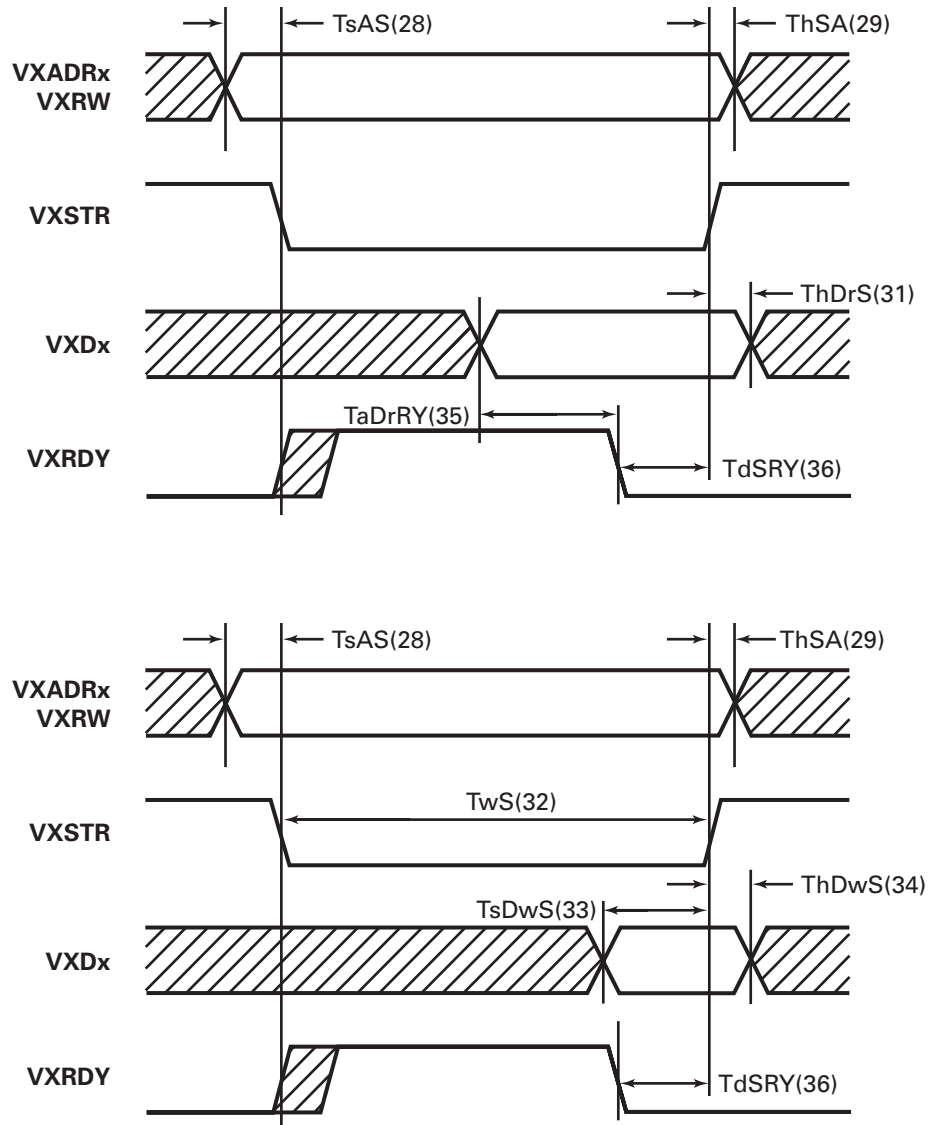 TsAS(28) ThSA(29)
VXADRx
VXRW
VXSTR
ThDrS(31)
VXDx
TaDrRY(35)
VXRDY
TdSRY(36)
TsAS(28) ThSA(29)
VXADRx
VXRW
TwS(32)
VXSTR
ThDwS(34)
TsDwS(33)
VXDx
VXRDY
TdSRY(36)